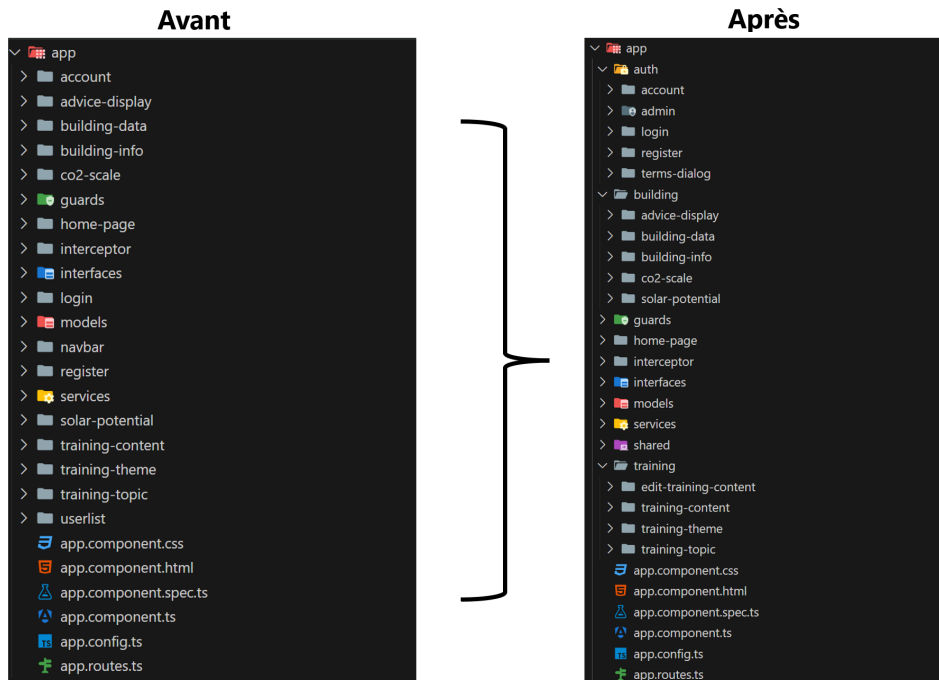 Avant
app
account
advice-display
building-data
building-info
co2-scale
guards
home-page
interceptor
interfaces
login
models
navbar
register
services
solar-potential
training-content
training-theme
training-topic
userlist
app.component.css
app.component.html
app.component.spec.ts
app.component.ts
TS app.config.ts
app.routes.ts
Après
app
auth
account
admin
login
register
terms-dialog
building
advice-display
building-data
building-info
co2-scale
solar-potential
guards
home-page
interceptor
interfaces
models
services
shared
training
edit-training-content
training-content
training-theme
training-topic
app.component.css
app.component.html
app.component.spec.ts
app.component.ts
TS app.config.ts
app.routes.ts